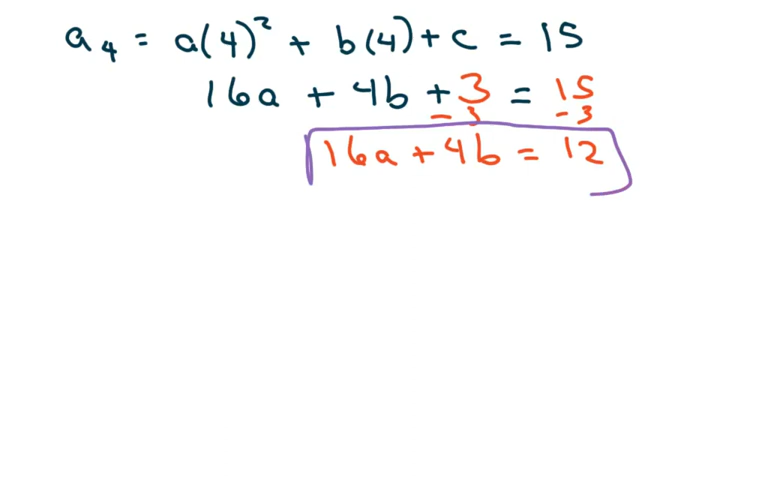 a₄ = a(4)² + b(4) + c = 15
16a + 4b + 3 = 15
- 3 - 3
16a + 4b = 12